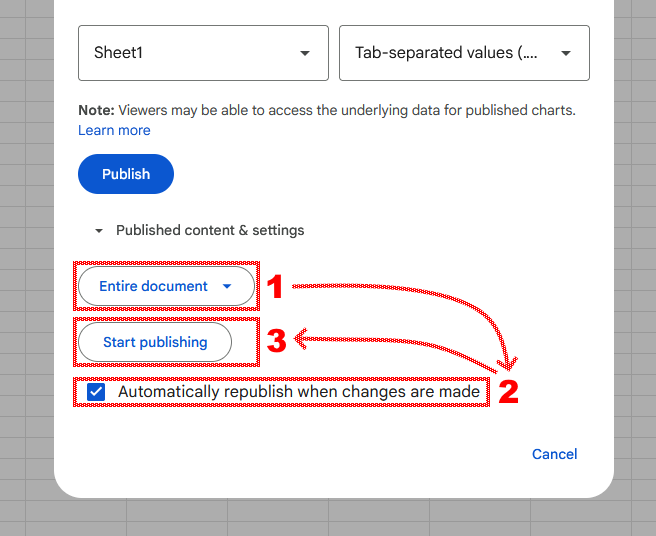 Sheet1
Tab-separated values (....
Note: Viewers may be able to access the underlying data for published charts.
Learn more
Publish
Published content & settings
Entire document
1
Start publishing
3
Automatically republish when changes are made
2
Cancel